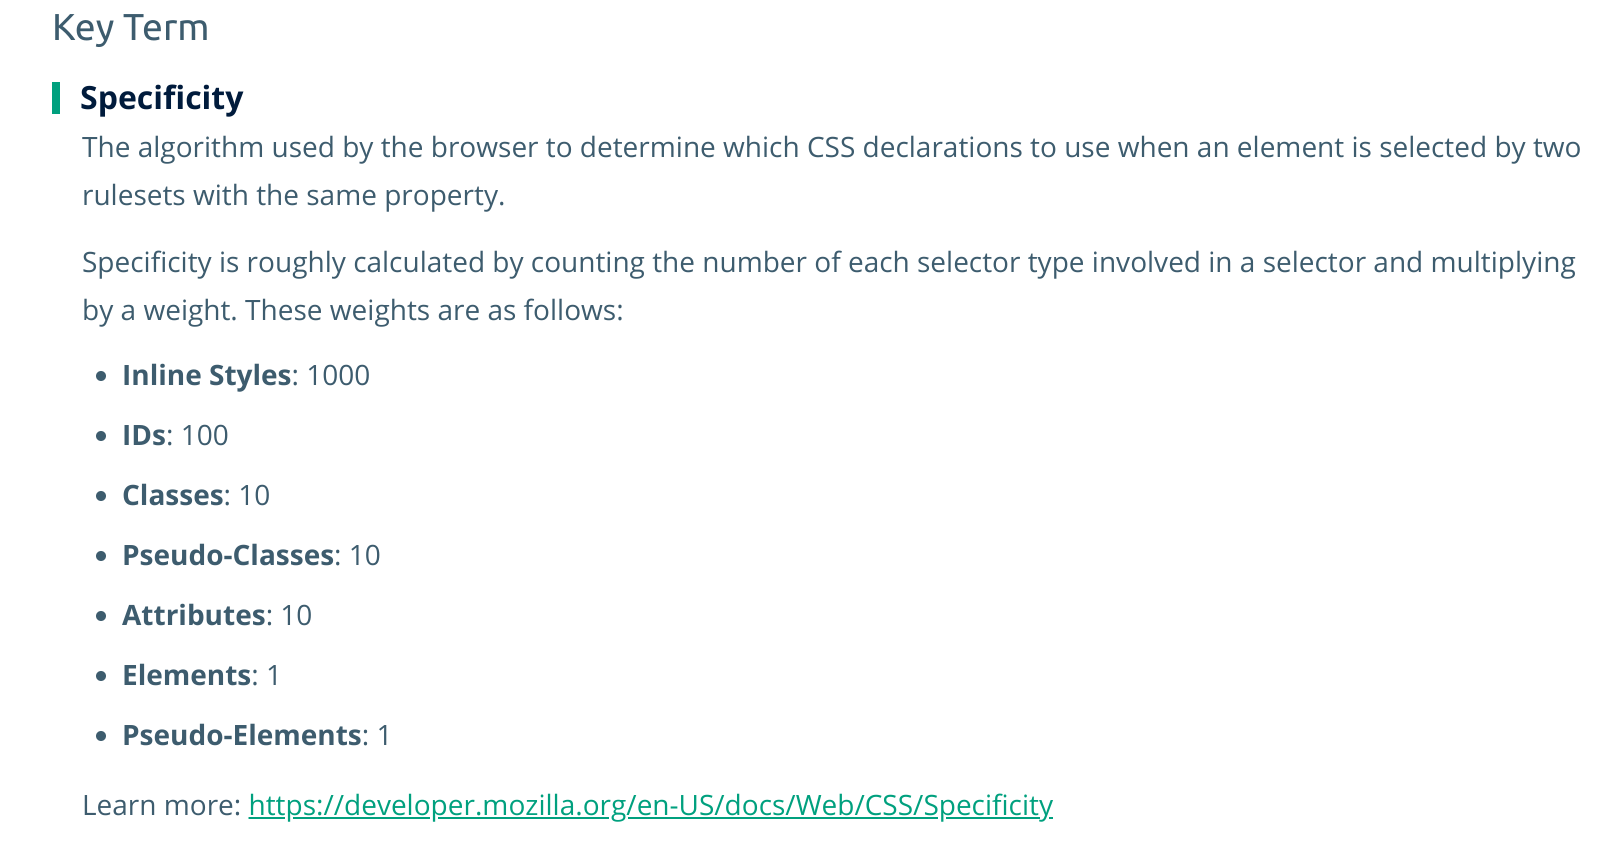 Key Term
Specificity
The algorithm used by the browser to determine which CSS declarations to use when an element is selected by two
rulesets with the same property.
Specificity is roughly calculated by counting the number of each selector type involved in a selector and multiplying
by a weight. These weights are as follows:
• Inline Styles: 1000
• IDs: 100
• Classes: 10
• Pseudo-Classes: 10
• Attributes: 10
• Elements: 1
• Pseudo-Elements: 1
Learn more: https://developer.mozilla.org/en-US/docs/Web/CSS/Specificity